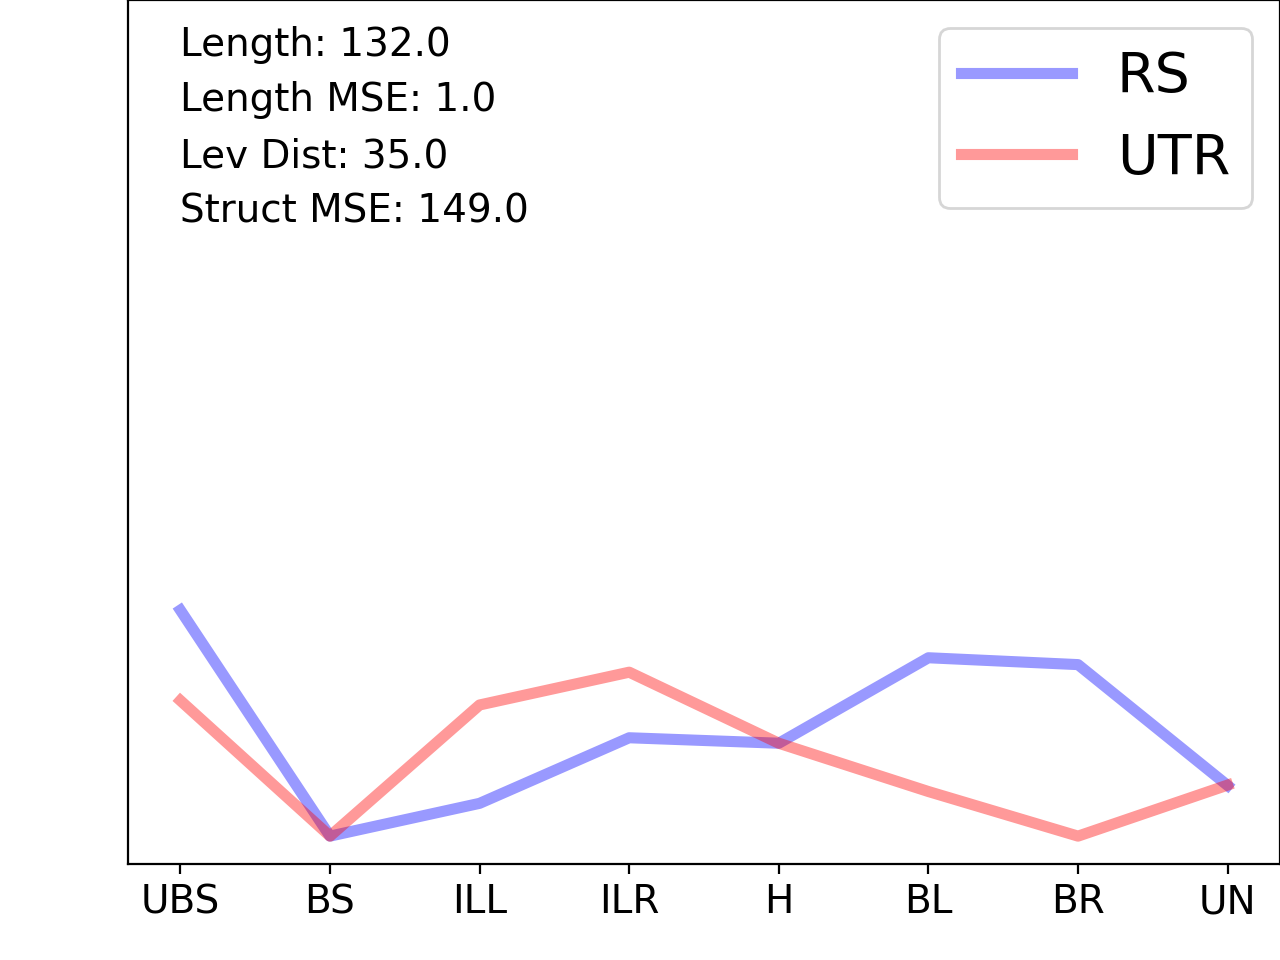 Length: 132.0
Length MSE: 1.0
Lev Dist: 35.0
Struct MSE: 149.0
RS
UTR
UBS BS ILL ILR H BL BR UN